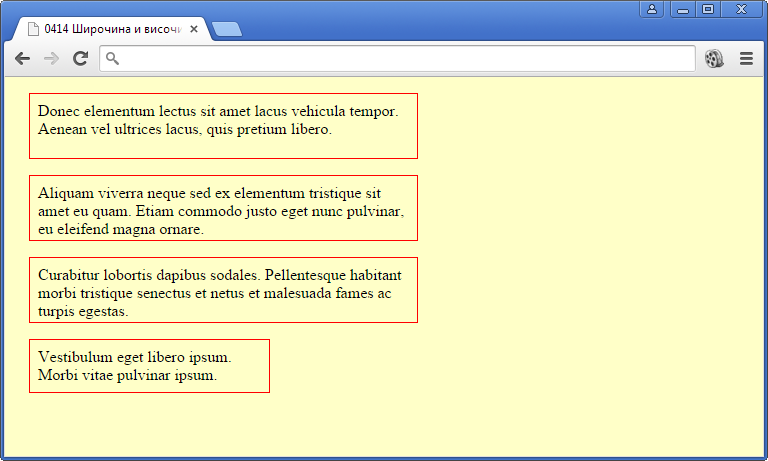 0414 Широчина и височи
Donec elementum lectus sit amet lacus vehicula tempor.
Aenean vel ultrices lacus, quis pretium libero.
Aliquam viverra neque sed ex elementum tristique sit
amet eu quam. Etiam commodo justo eget nunc pulvinar,
eu eleifend magna ornare.
Curabitur lobortis dapibus sodales. Pellentesque habitant
morbi tristique senectus et netus et malesuada fames ac
turpis egestas.
Vestibulum eget libero ipsum.
Morbi vitae pulvinar ipsum.